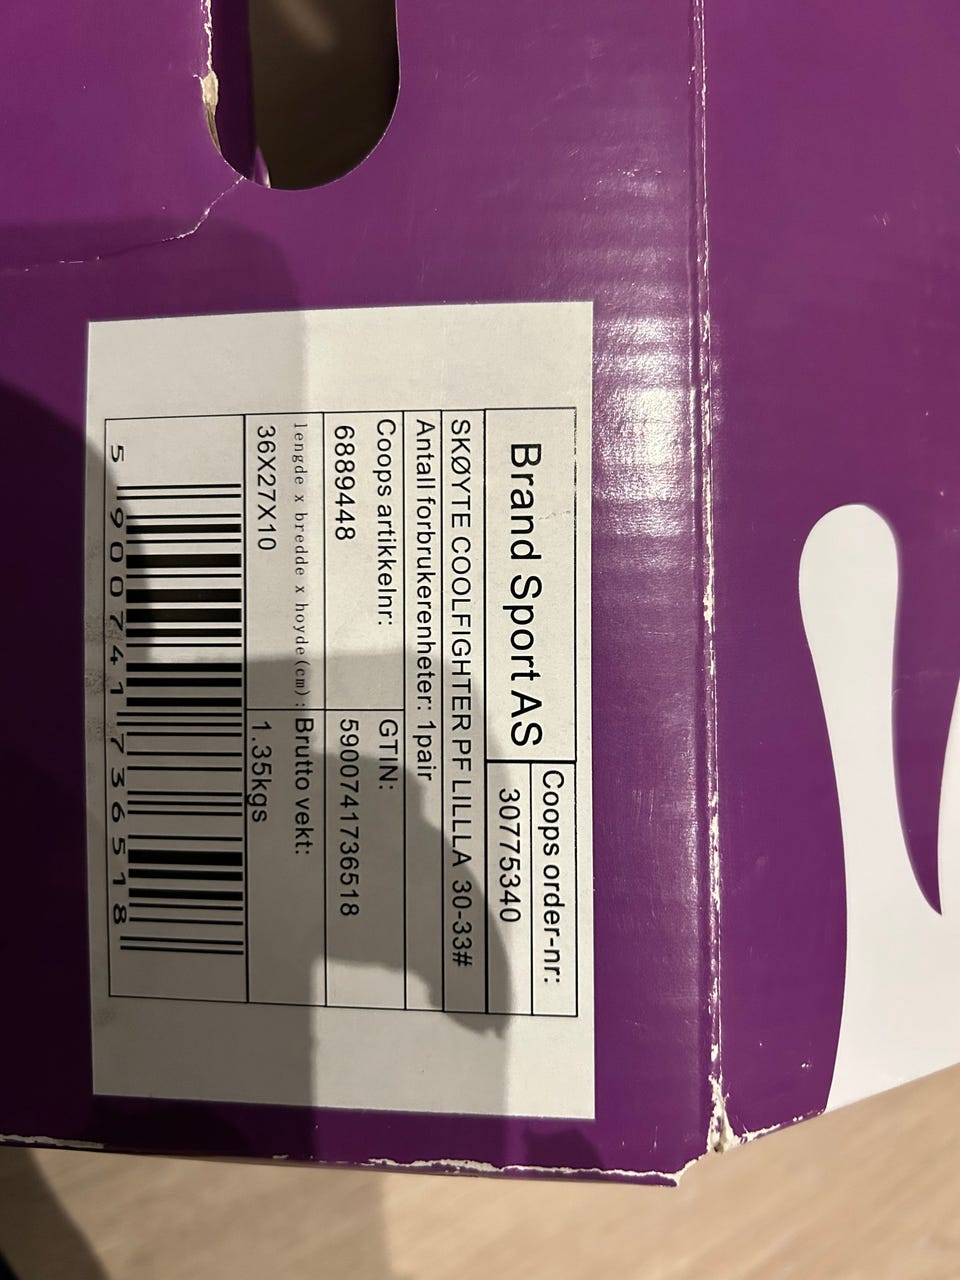 Brand Sport AS
Coops order-nr:
30775340
SKØYTE COOLFIGHTER PF LILLLA 30-33#
Antall forbrukerenheter: 1pair
Coops artikkelnr:
6889448
GTIN:
5900741736518
lengde x bredde x hoyde(cm):
36X27X10
Brutto vekt:
1.35kgs
5 900741 736518